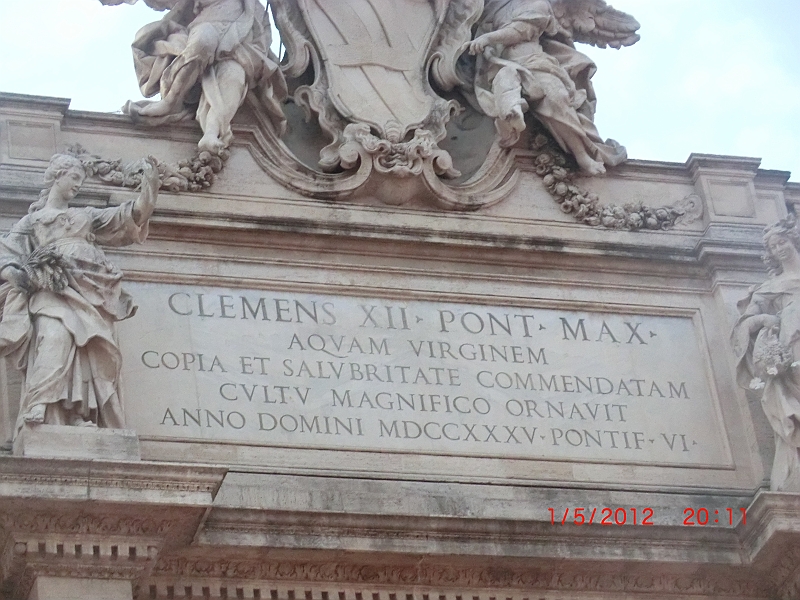 CLEMENS XII · PONT · MAX ·
AQVAM VIRGINEM
COPIA ET SALVBRITATE COMMENDATAM
CVLTV MAGNIFICO ORNAVIT
ANNO DOMINI MDCCXXXV · PONTIF · VI ·
1/5/2012 20:11